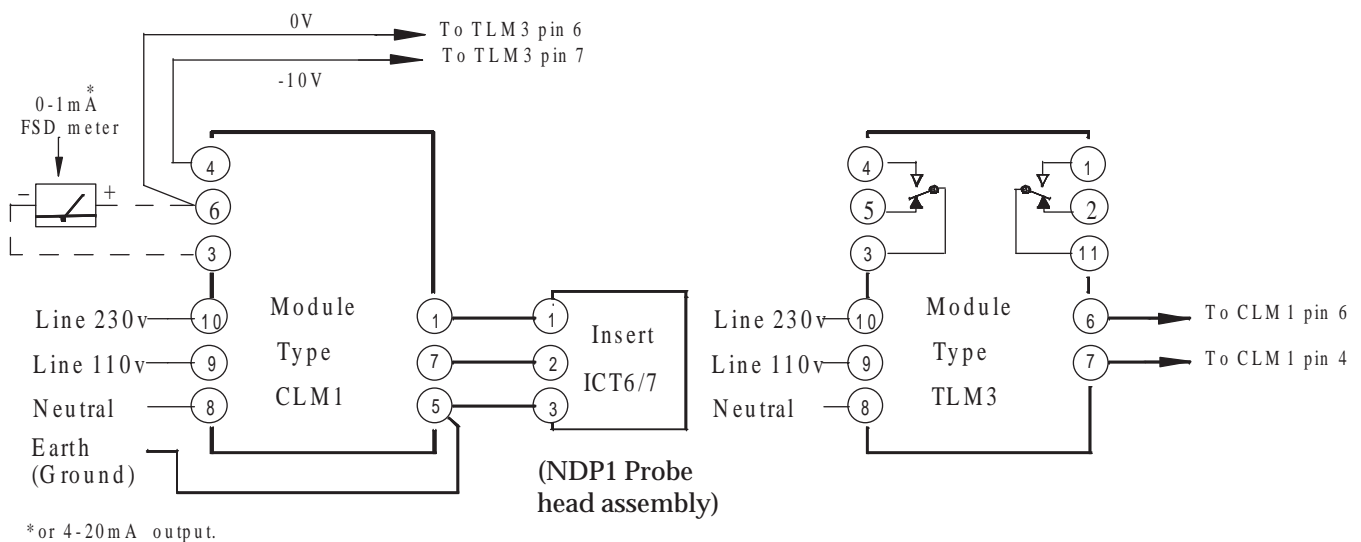 0V
To TLM3 pin 6
To TLM3 pin 7
-10V
*
0-1mA
FSD meter
- +
4
6
3
10
9
8
Line 230v
Line 110v
Neutral
Earth
(Ground)
Module
Type
CLM1
1
7
5
1
2
3
Insert
ICT6/7
(NDP1 Probe
head assembly)
4
5
3
10
9
8
Line 230v
Line 110v
Neutral
Module
Type
TLM3
1
2
11
6
7
To CLM1 pin 6
To CLM1 pin 4
*or 4-20mA output.